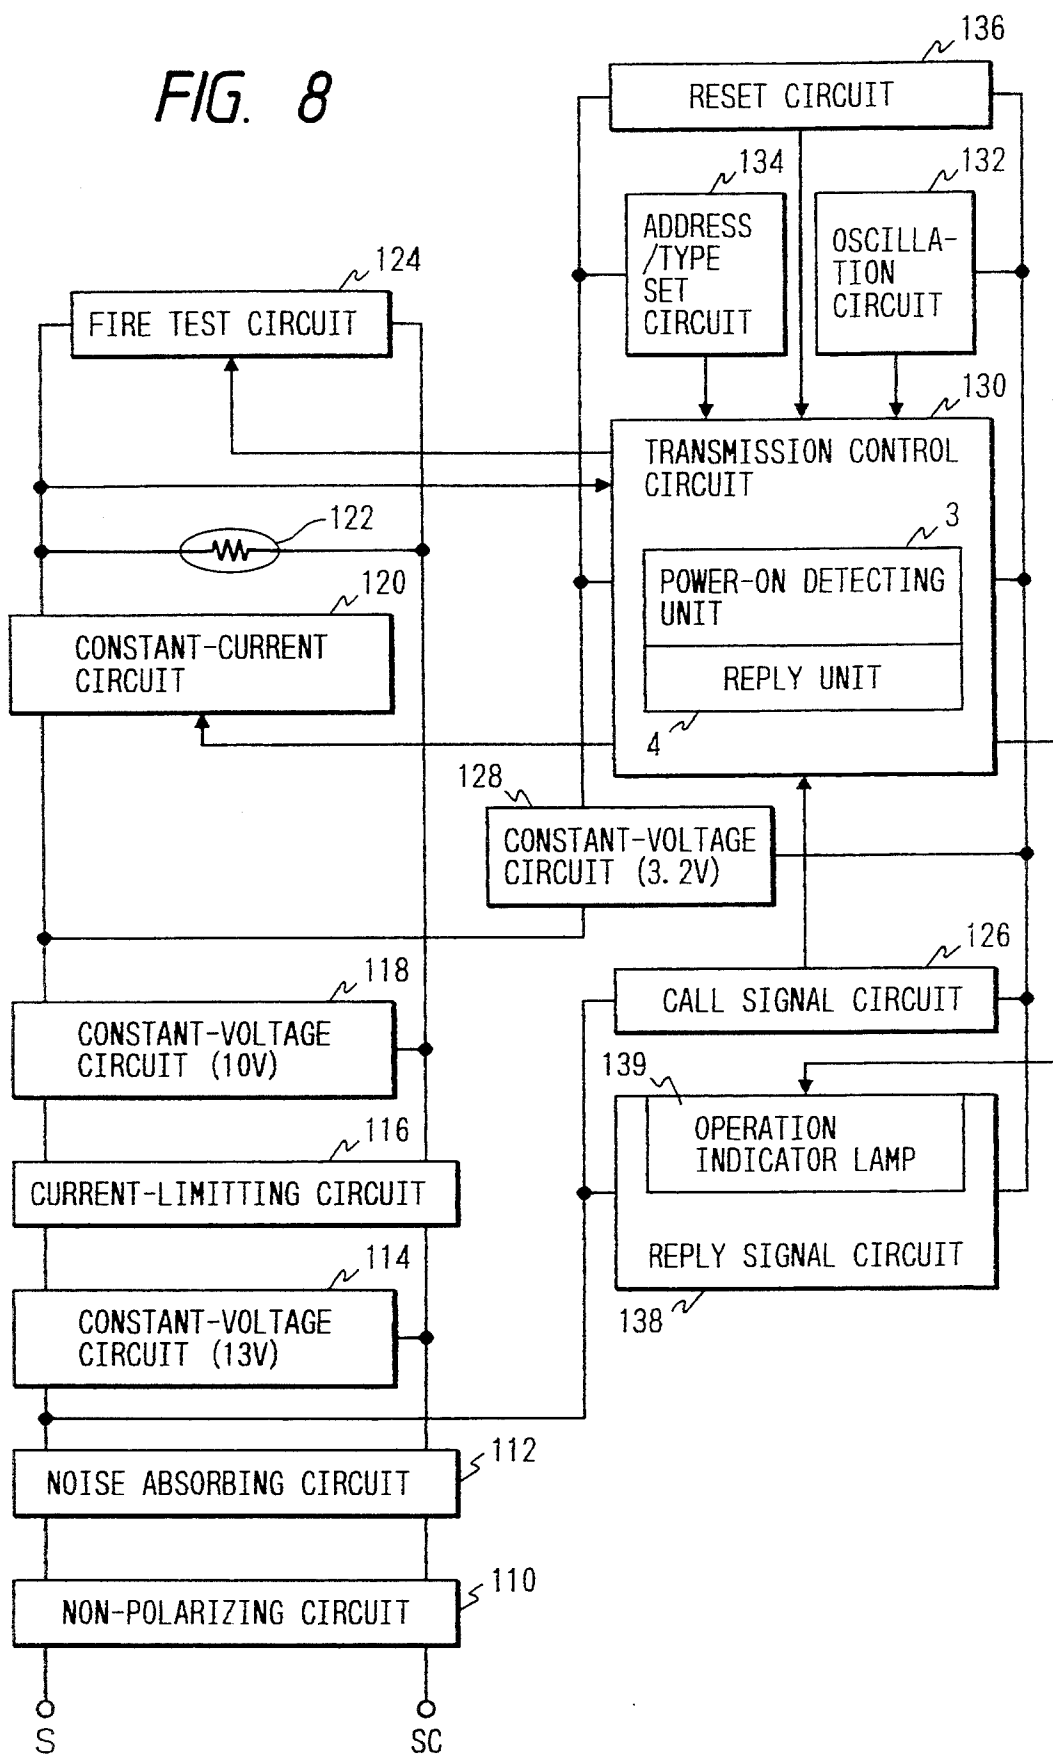 FIG. 8
136
RESET CIRCUIT
134
132
ADDRESS
/TYPE
SET
CIRCUIT
OSCILLA-
TION
CIRCUIT
124
FIRE TEST CIRCUIT
130
TRANSMISSION CONTROL
CIRCUIT
122
3
POWER-ON DETECTING
UNIT
REPLY UNIT
4
120
CONSTANT-CURRENT
CIRCUIT
128
CONSTANT-VOLTAGE
CIRCUIT (3.2V)
126
CALL SIGNAL CIRCUIT
118
CONSTANT-VOLTAGE
CIRCUIT (10V)
139
OPERATION
INDICATOR LAMP
REPLY SIGNAL CIRCUIT
138
116
CURRENT-LIMITTING CIRCUIT
114
CONSTANT-VOLTAGE
CIRCUIT (13V)
112
NOISE ABSORBING CIRCUIT
110
NON-POLARIZING CIRCUIT
S
SC